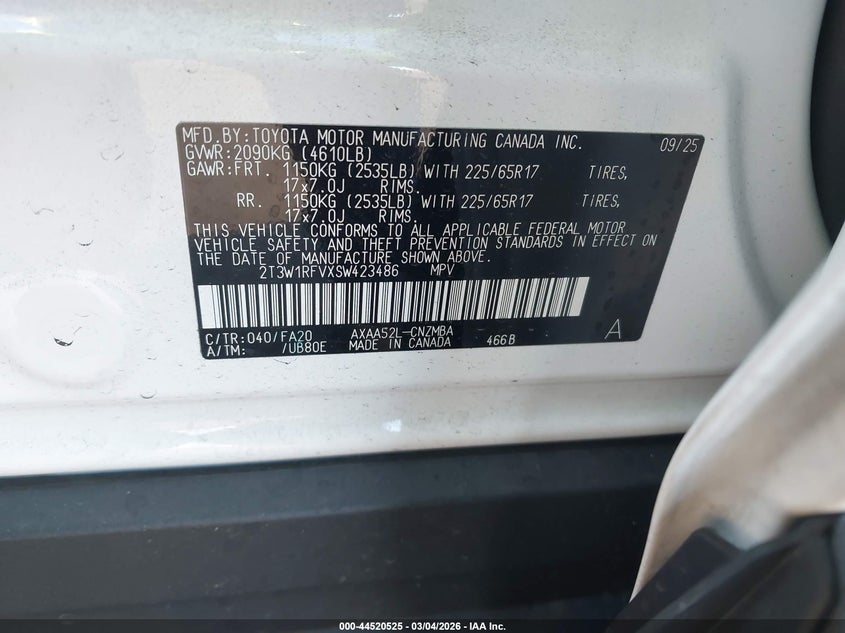 MFD.BY:TOYOTA MOTOR MANUFACTURING CANADA INC. 09/25
GVWR:2090KG (4610LB)
GAWR:FRT. 1150KG (2535LB) WITH 225/65R17 TIRES,
17x7.0J RIMS.
RR. 1150KG (2535LB) WITH 225/65R17 TIRES,
17x7.0J RIMS.
THIS VEHICLE CONFORMS TO ALL APPLICABLE FEDERAL MOTOR
VEHICLE SAFETY AND THEFT PREVENTION STANDARDS IN EFFECT ON
THE DATE OF MANUFACTURE SHOWN ABOVE.
2T3W1RFVXSW423486 MPV
C/TR:040/FA20 AXAA52L-CNZMBA
A/TM: /UB80E MADE IN CANADA 466B A
000-44520525 - 03/04/2026 - IAA Inc.